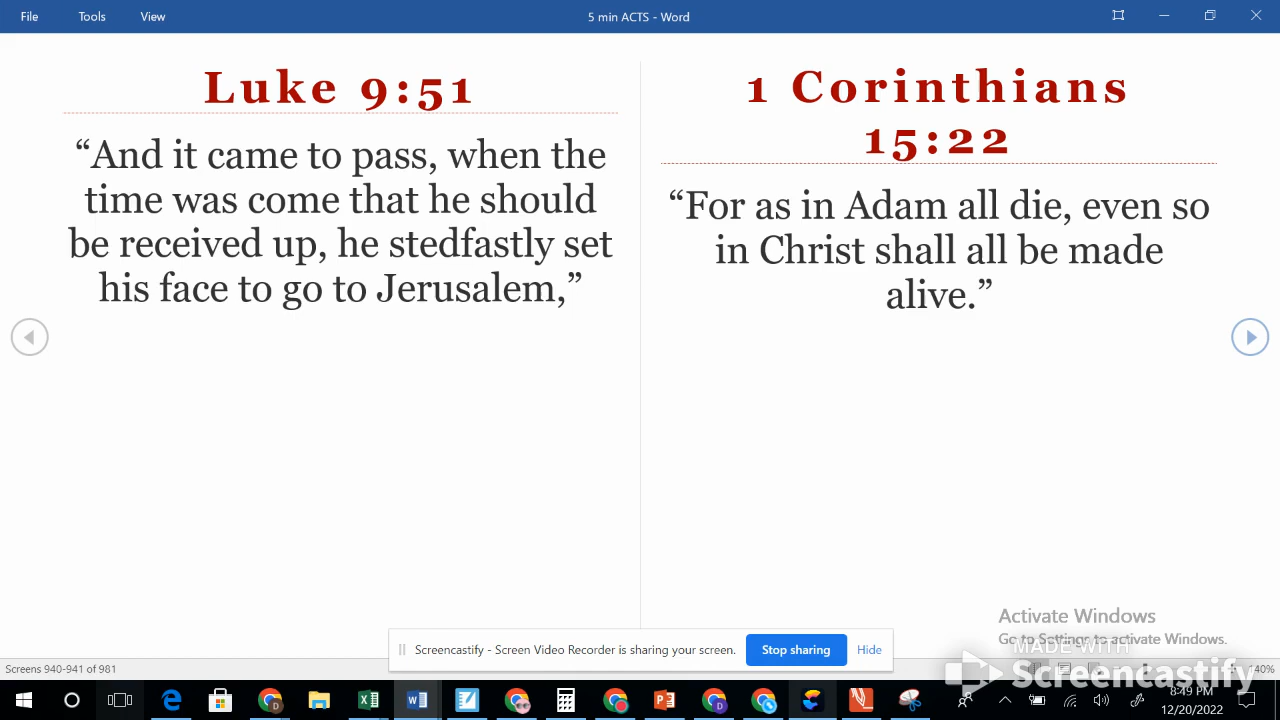 File Tools View 5 min ACTS - Word
Luke 9:51
“And it came to pass, when the
time was come that he should
be received up, he stedfastly set
his face to go to Jerusalem,”
1 Corinthians
15:22
“For as in Adam all die, even so
in Christ shall all be made
alive.”
Activate Windows
Go to Settings to activate Windows.
MADE WITH
Screencastify
Screencastify - Screen Video Recorder is sharing your screen. Stop sharing Hide
Screens 940-941 of 981
140%
8:49 PM
12/20/2022